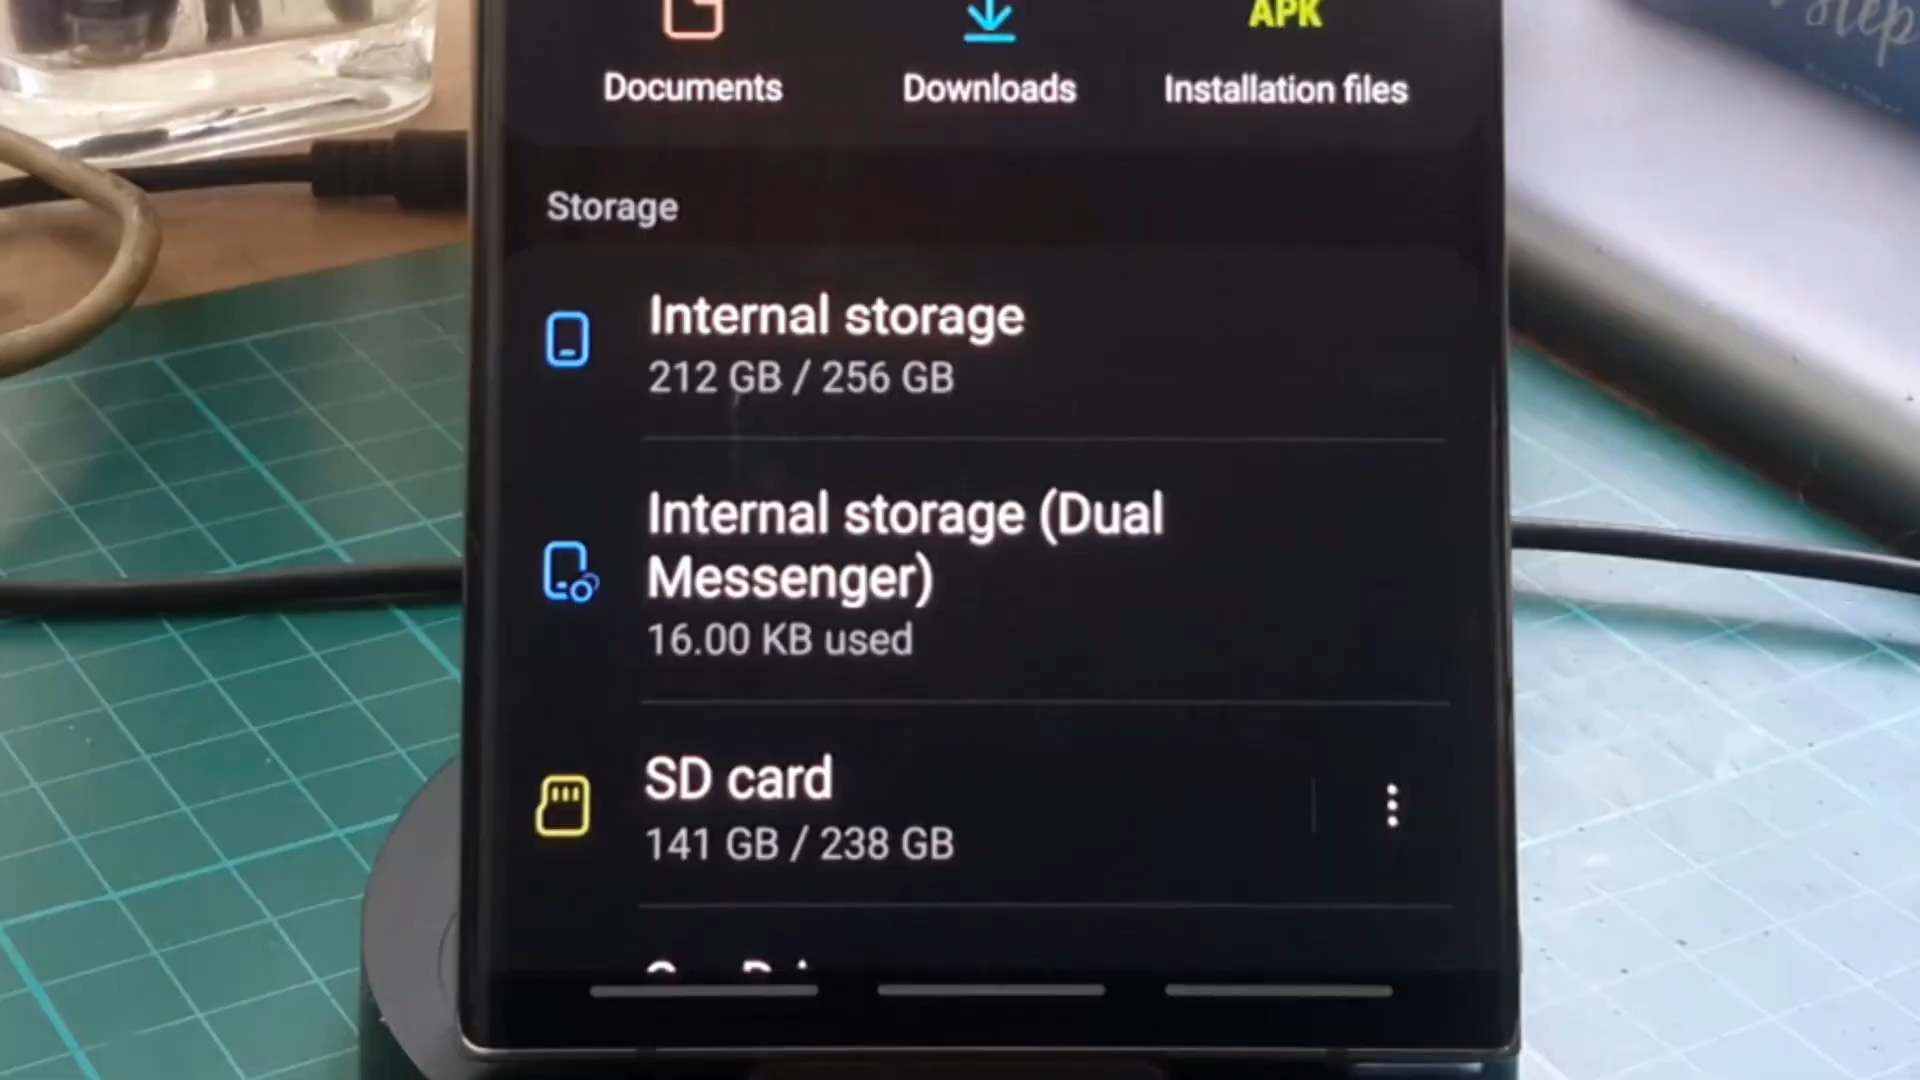 step
APK
Documents
Downloads
Installation files
Storage
Internal storage
212 GB / 256 GB
Internal storage (Dual
Messenger)
16.00 KB used
SD card
141 GB / 238 GB